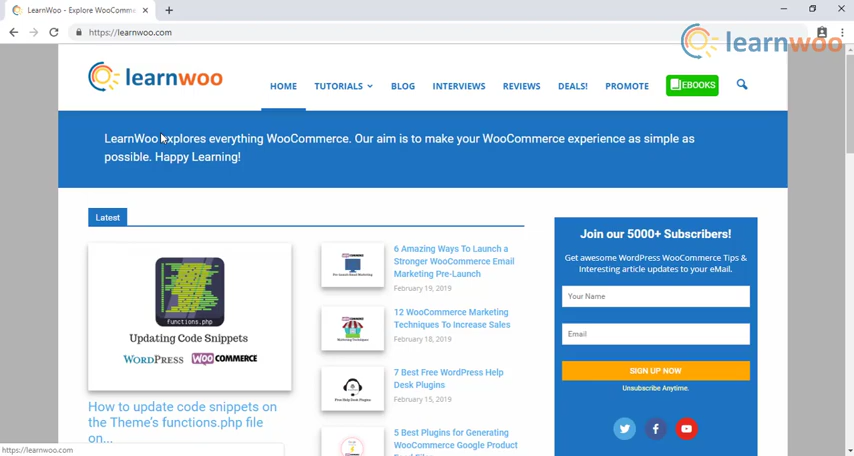 LearnWoo - Explore WooComm
https://learnwoo.com
learnwoo
learnwoo
HOME
TUTORIALS
BLOG
INTERVIEWS
REVIEWS
DEALS!
PROMOTE
EBOOKS
LearnWoo explores everything WooCommerce. Our aim is to make your WooCommerce experience as simple as
possible. Happy Learning!
Latest
Functions.php
Updating Code Snippets
WORDPRESS WOO COMMERCE
How to update code snippets on
the Theme's functions.php file
on...
6 Amazing Ways To Launch a
Stronger WooCommerce Email
Marketing Pre-Launch
February 19, 2019
12 WooCommerce Marketing
Techniques To Increase Sales
February 18, 2019
7 Best Free WordPress Help
Desk Plugins
February 15, 2019
5 Best Plugins for Generating
WooCommerce Google Product
Join our 5000+ Subscribers!
Get awesome WordPress WooCommerce Tips &
Interesting article updates to your eMail.
Your Name
Email
SIGN UP NOW
Unsubscribe Anytime.
https://learnwoo.com